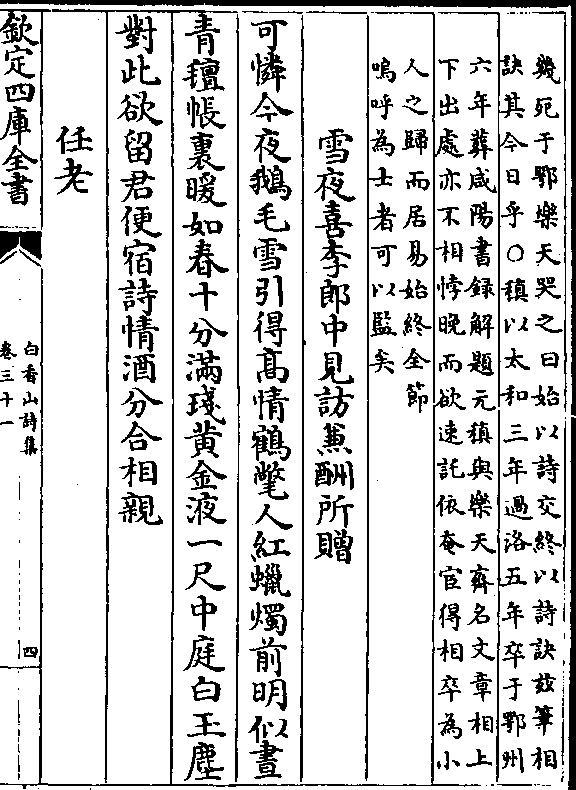 幾死于鄂樂天哭之曰始以詩交終以詩訣兹筆相
訣其今日乎○稹以太和三年過洛五年卒于鄂州
六年葬咸陽書録解題元稹與樂天齊名文章相上
下出處亦不相悖晚而欲速託依奄宦得相卒為小
人之歸而居易始終全節
嗚呼為士者可以監矣
雪夜喜李郎中見訪兼酬所贈
可憐今夜鵝毛雪引得髙情鶴氅人紅蠟燭前明似晝
青氊帳裏暖如春十分滿琖黄金液一尺中庭白玉塵
對此欲留君便宿詩情酒分合相親
任老
欽定四庫全書
白香山詩集
卷三十一
四